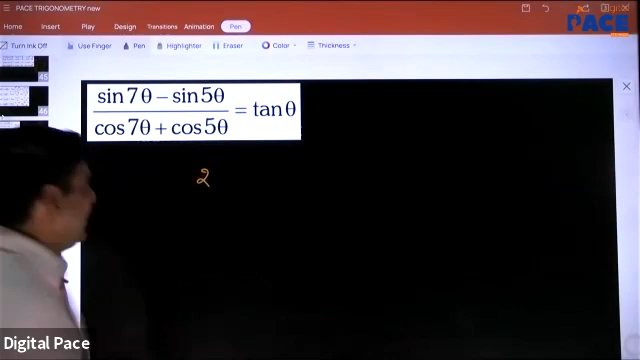 PACE TRIGONOMETRY new
Home Insert Play Design Transitions Animation Pen
Turn Ink Off Use Finger Pen Highlighter Eraser Color Thickness
digital
PACE
45
46
sin7θ – sin5θ
cos7θ + cos5θ
= tanθ
2
Digital Pace